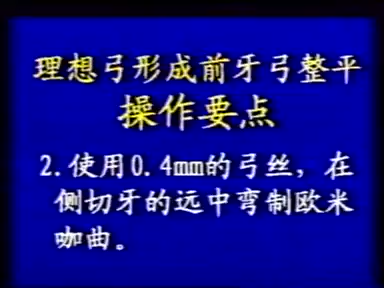 理想弓形成前牙弓整平
操作要点
2.使用0.4mm的弓丝，在
侧切牙的远中弯制欧米
咖曲。